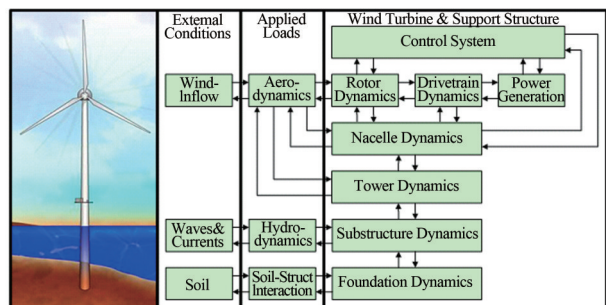 External
Conditions
Applied
Loads
Wind Turbine & Support Structure
Control System
Wind-
lnflow
Aero-
dynamics
Rotor
Dynamics
Drivetrain
Dynamics
Power
Generation
Nacelle Dynamics
Tower Dynamics
Waves&
Currents
Hydro-
dynamics
Substructure Dynamics
Soil
Soil-Struct
Interaction
Foundation Dynamics